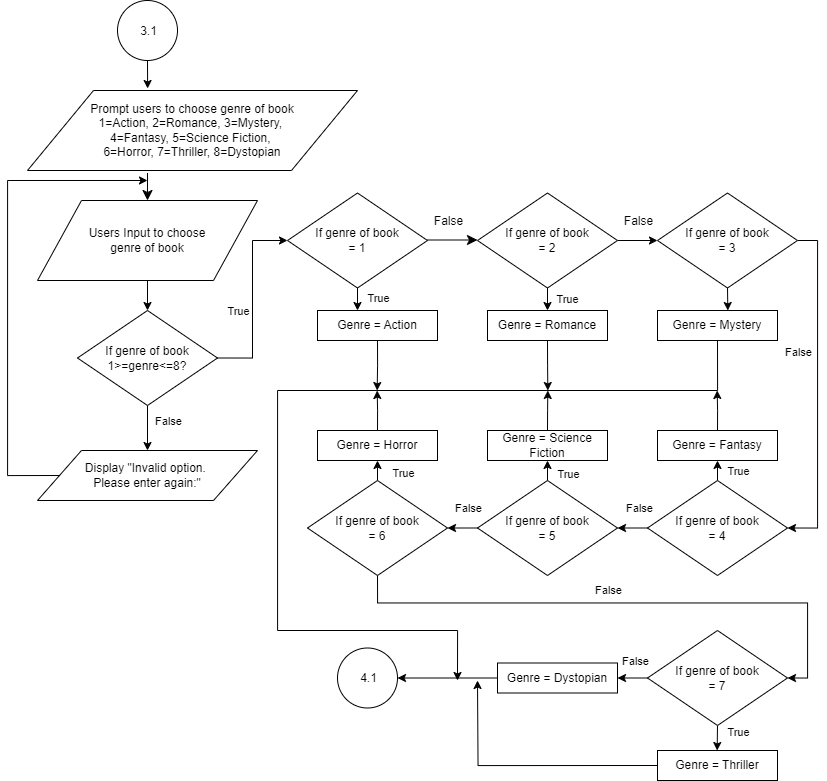 3.1
Prompt users to choose genre of book
1=Action, 2=Romance, 3=Mystery,
4=Fantasy, 5=Science Fiction,
6=Horror, 7=Thriller, 8=Dystopian
Users Input to choose
genre of book
If genre of book
1>=genre<=8?
True
False
Display "Invalid option.
Please enter again:"
If genre of book
= 1
False
If genre of book
= 2
False
If genre of book
= 3
True
True
Genre = Action
Genre = Romance
Genre = Mystery
False
Genre = Horror
Genre = Science
Fiction
Genre = Fantasy
True
True
True
If genre of book
= 6
False
If genre of book
= 5
False
If genre of book
= 4
False
4.1
Genre = Dystopian
False
If genre of book
= 7
True
Genre = Thriller